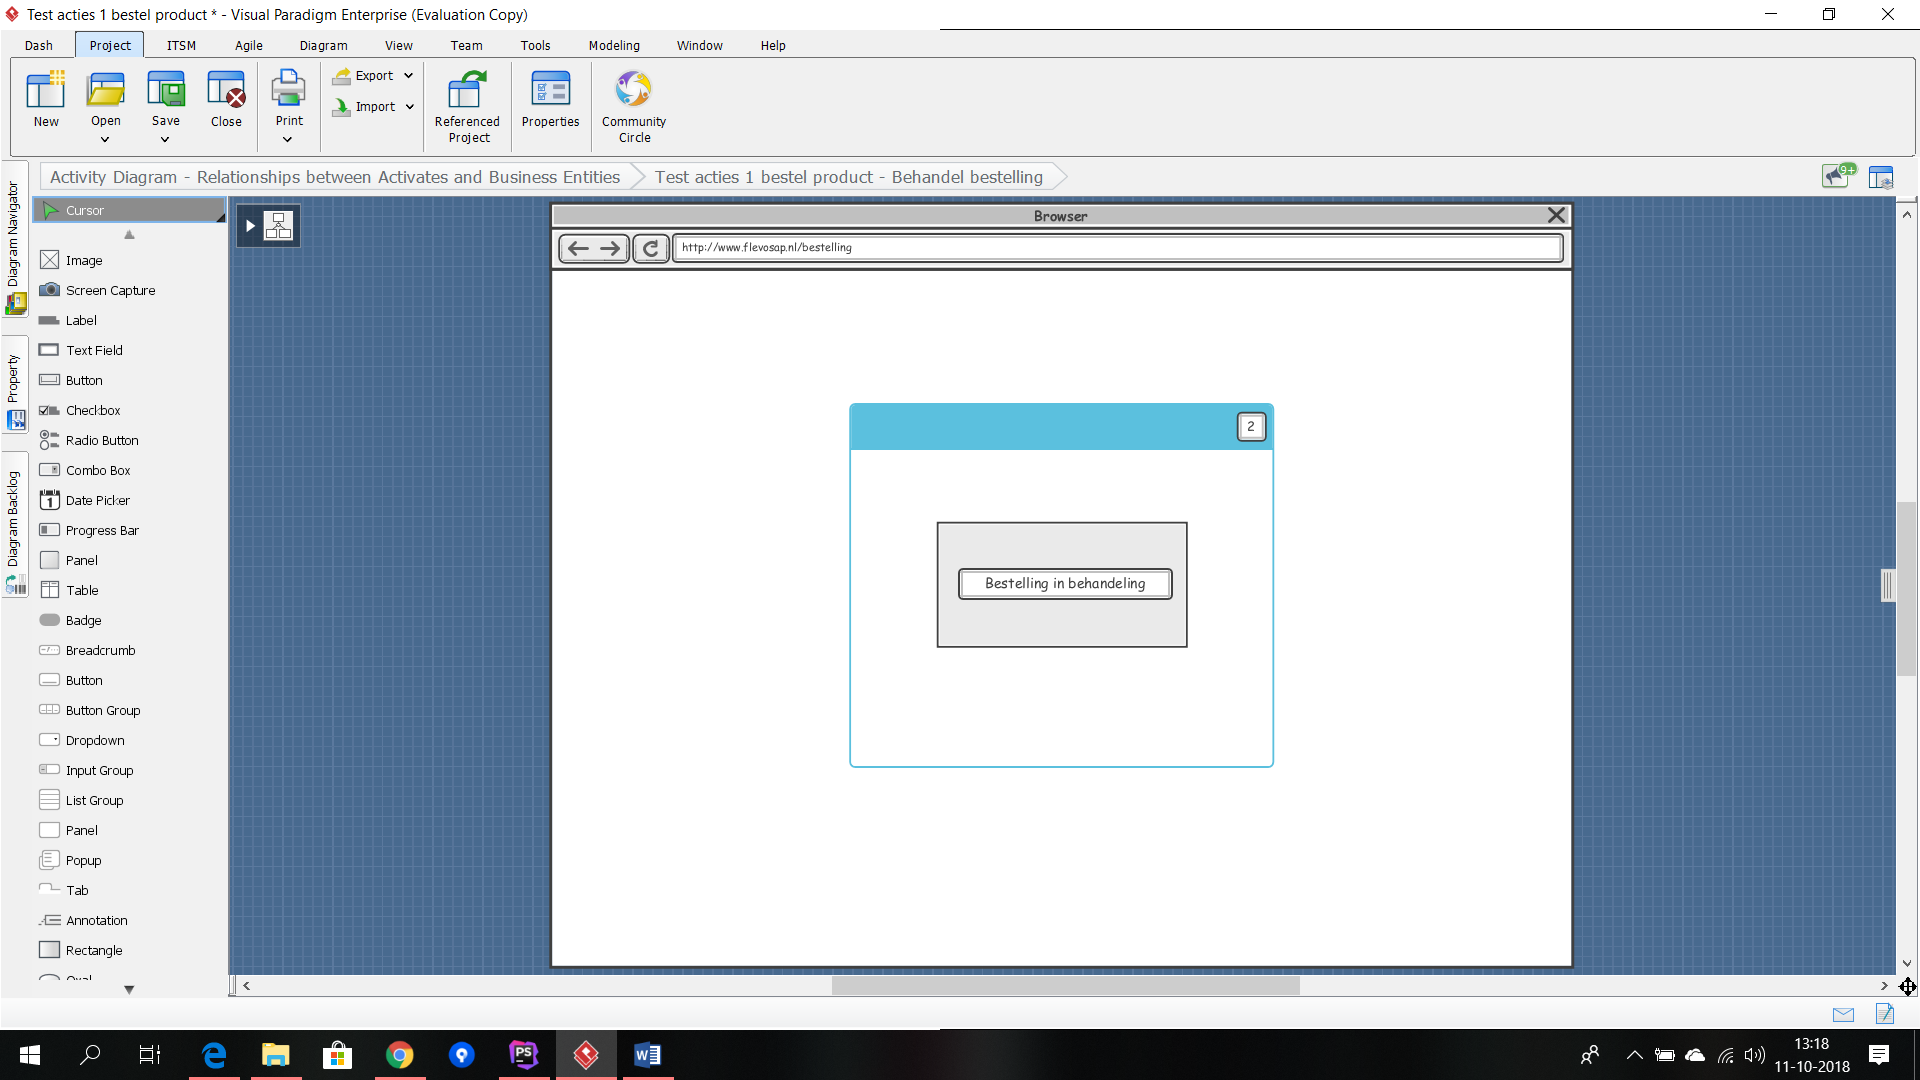 Test acties 1 bestel product * - Visual Paradigm Enterprise (Evaluation Copy)
Dash Project ITSM Agile Diagram View Team Tools Modeling Window Help
New Open Save Close Print Export Import Referenced Project Properties Community Circle
Activity Diagram - Relationships between Activates and Business Entities Test acties 1 bestel product - Behandel bestelling 9+
Diagram Navigator
Property
Diagram Backlog
Cursor
Image
Screen Capture
Label
Text Field
Button
Checkbox
Radio Button
Combo Box
1 Date Picker
Progress Bar
Panel
Table
Badge
Breadcrumb
Button
Button Group
Dropdown
Input Group
List Group
Panel
Popup
Tab
Annotation
Rectangle
Oval
Browser
http://www.flevosap.nl/bestelling
2
Bestelling in behandeling
PS
13:18
11-10-2018